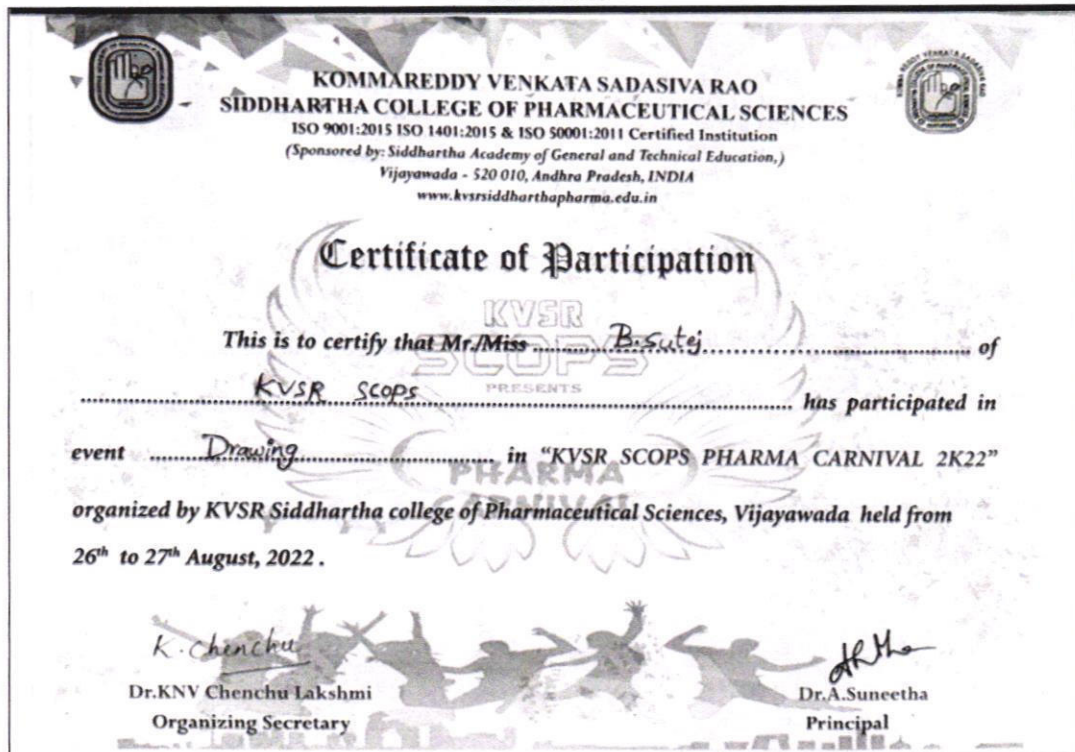 KOMMAREDDY VENKATA SADASIVA RAO
SIDDHARTHA COLLEGE OF PHARMACEUTICAL SCIENCES
ISO 9001:2015 ISO 1401:2015 & ISO 50001:2011 Certified Institution
(Sponsored by: Siddhartha Academy of General and Technical Education,)
Vijayawada - 520 010, Andhra Pradesh, INDIA
www.kvsrsiddharthapharma.edu.in
Certificate of Participation
KVSR
This is to certify that Mr./Miss B.Sutej of
SCOPS
PRESENTS
KVSR SCOPS has participated in
event Drawing in “KVSR SCOPS PHARMA CARNIVAL 2K22”
PHARMA
CARNIVAL
organized by KVSR Siddhartha college of Pharmaceutical Sciences, Vijayawada held from
26th to 27th August, 2022 .
K. Chenchu
Dr.KNV Chenchu Lakshmi
Organizing Secretary
Dr.A.Suneetha
Principal